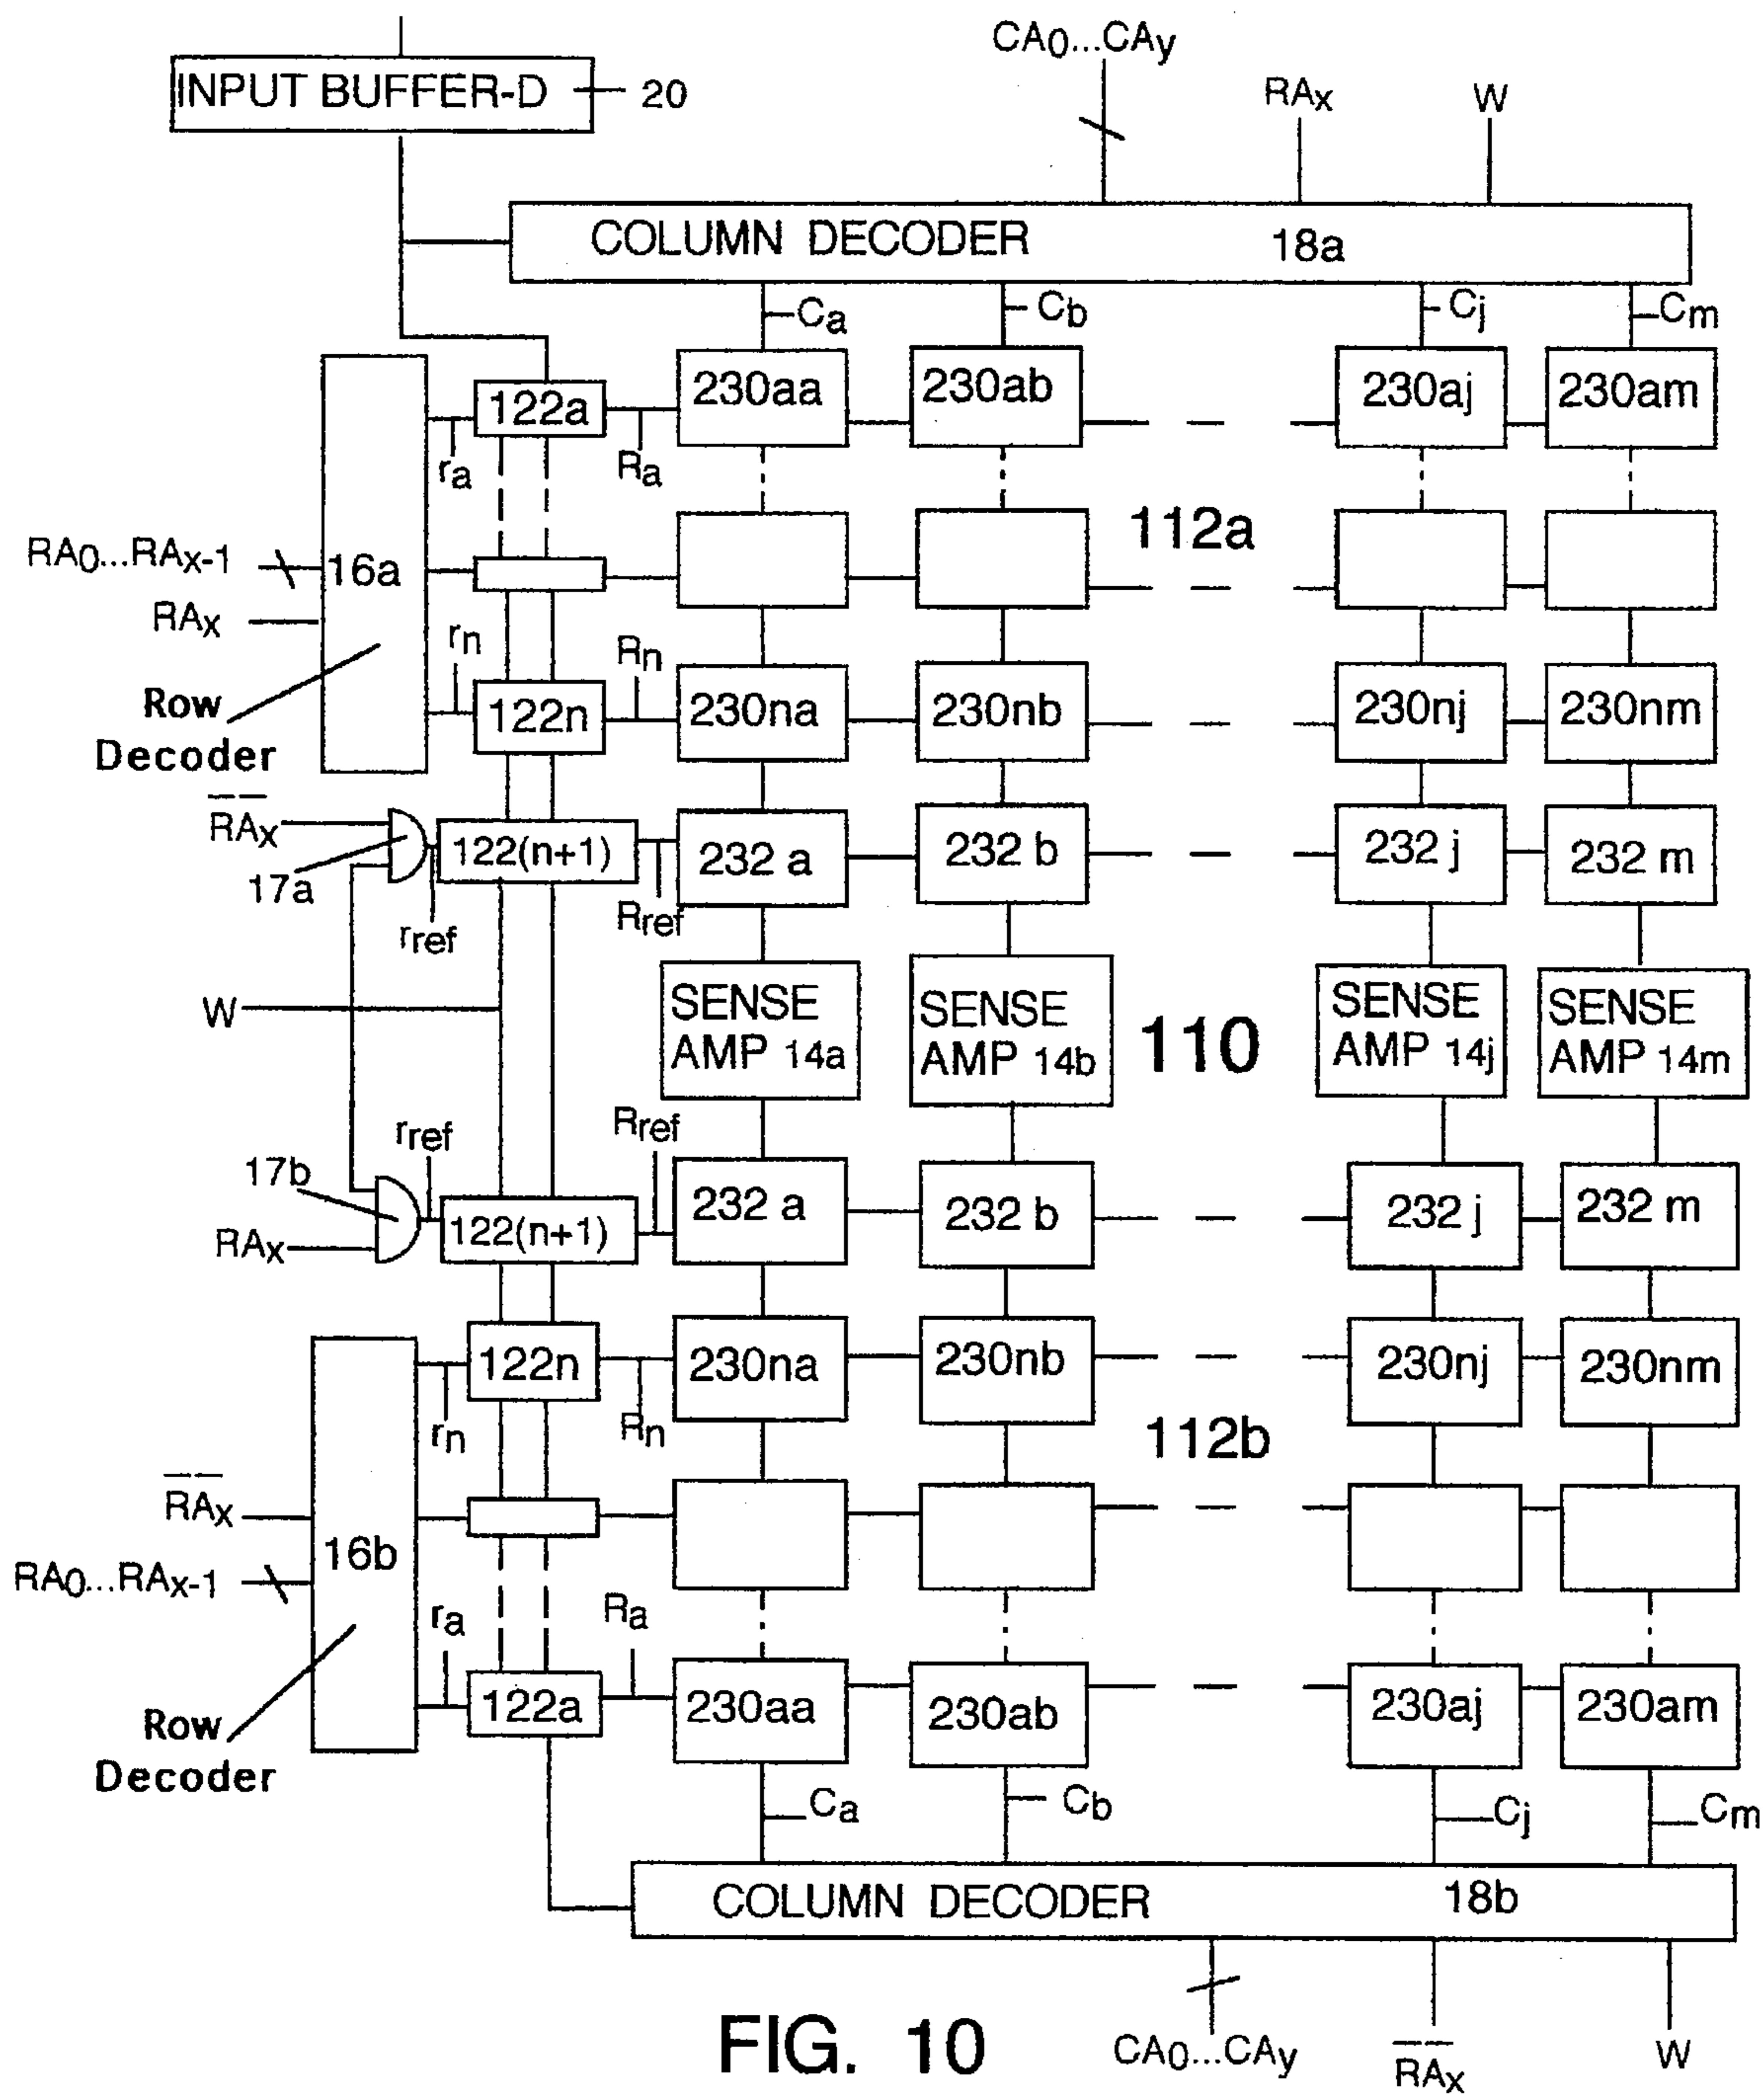 INPUT BUFFER-D 20
CA0...CAy
RAx
W
COLUMN DECODER 18a
Ca Cb Cj Cm
122a 230aa 230ab 230aj 230am
ra Ra
112a
RA0...RAx-1
16a
RAx
rn Rn
122n 230na 230nb 230nj 230nm
Row
Decoder
R̅A̅x
122(n+1) 232 a 232 b 232 j 232 m
17a
rref Rref
W
SENSE
AMP 14a
SENSE
AMP 14b
110
SENSE
AMP 14j
SENSE
AMP 14m
rref Rref
17b
122(n+1) 232 a 232 b 232 j 232 m
RAx
122n 230na 230nb 230nj 230nm
rn Rn
112b
R̅A̅x
16b
RA0...RAx-1
ra Ra
122a 230aa 230ab 230aj 230am
Row
Decoder
Ca Cb Cj Cm
COLUMN DECODER 18b
FIG. 10
CA0...CAy
R̅A̅x
W